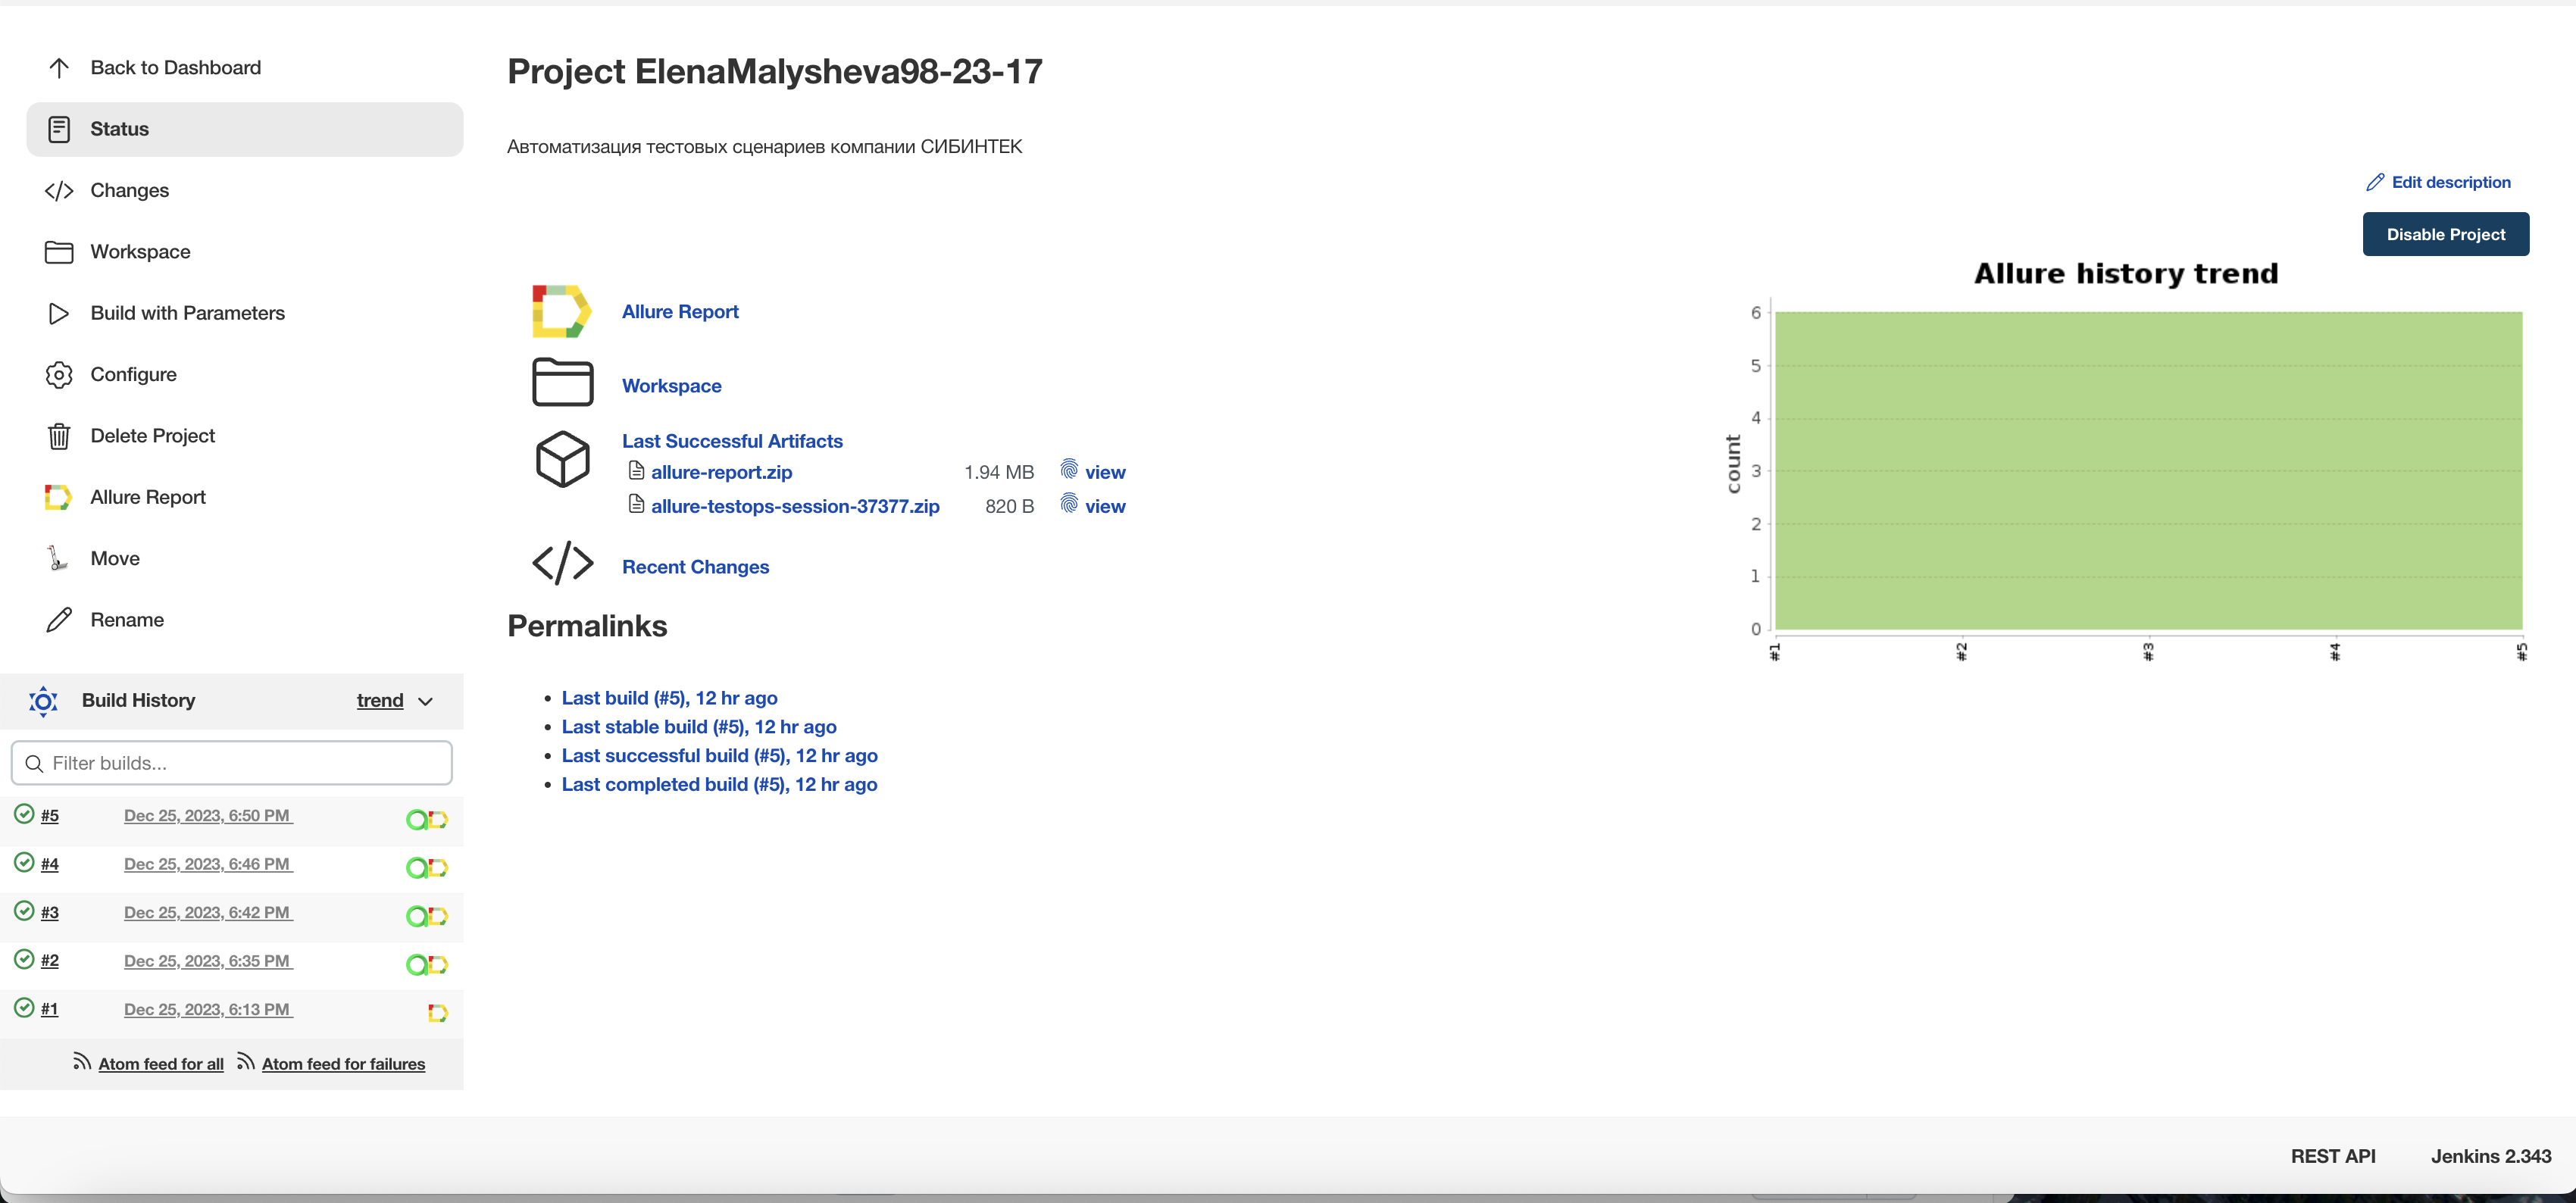 Back to Dashboard
Status
Changes
Workspace
Build with Parameters
Configure
Delete Project
Allure Report
Move
Rename
Build History
trend
Filter builds...
#5 Dec 25, 2023, 6:50 PM
#4 Dec 25, 2023, 6:46 PM
#3 Dec 25, 2023, 6:42 PM
#2 Dec 25, 2023, 6:35 PM
#1 Dec 25, 2023, 6:13 PM
Atom feed for all Atom feed for failures
Project ElenaMalysheva98-23-17
Автоматизация тестовых сценариев компании СИБИНТЕК
Edit description
Disable Project
Allure Report
Workspace
Last Successful Artifacts
allure-report.zip 1.94 MB view
allure-testops-session-37377.zip 820 B view
Recent Changes
Permalinks
Last build (#5), 12 hr ago
Last stable build (#5), 12 hr ago
Last successful build (#5), 12 hr ago
Last completed build (#5), 12 hr ago
Allure history trend
count
6
5
4
3
2
1
0
#1 #2 #3 #4 #5
REST API Jenkins 2.343